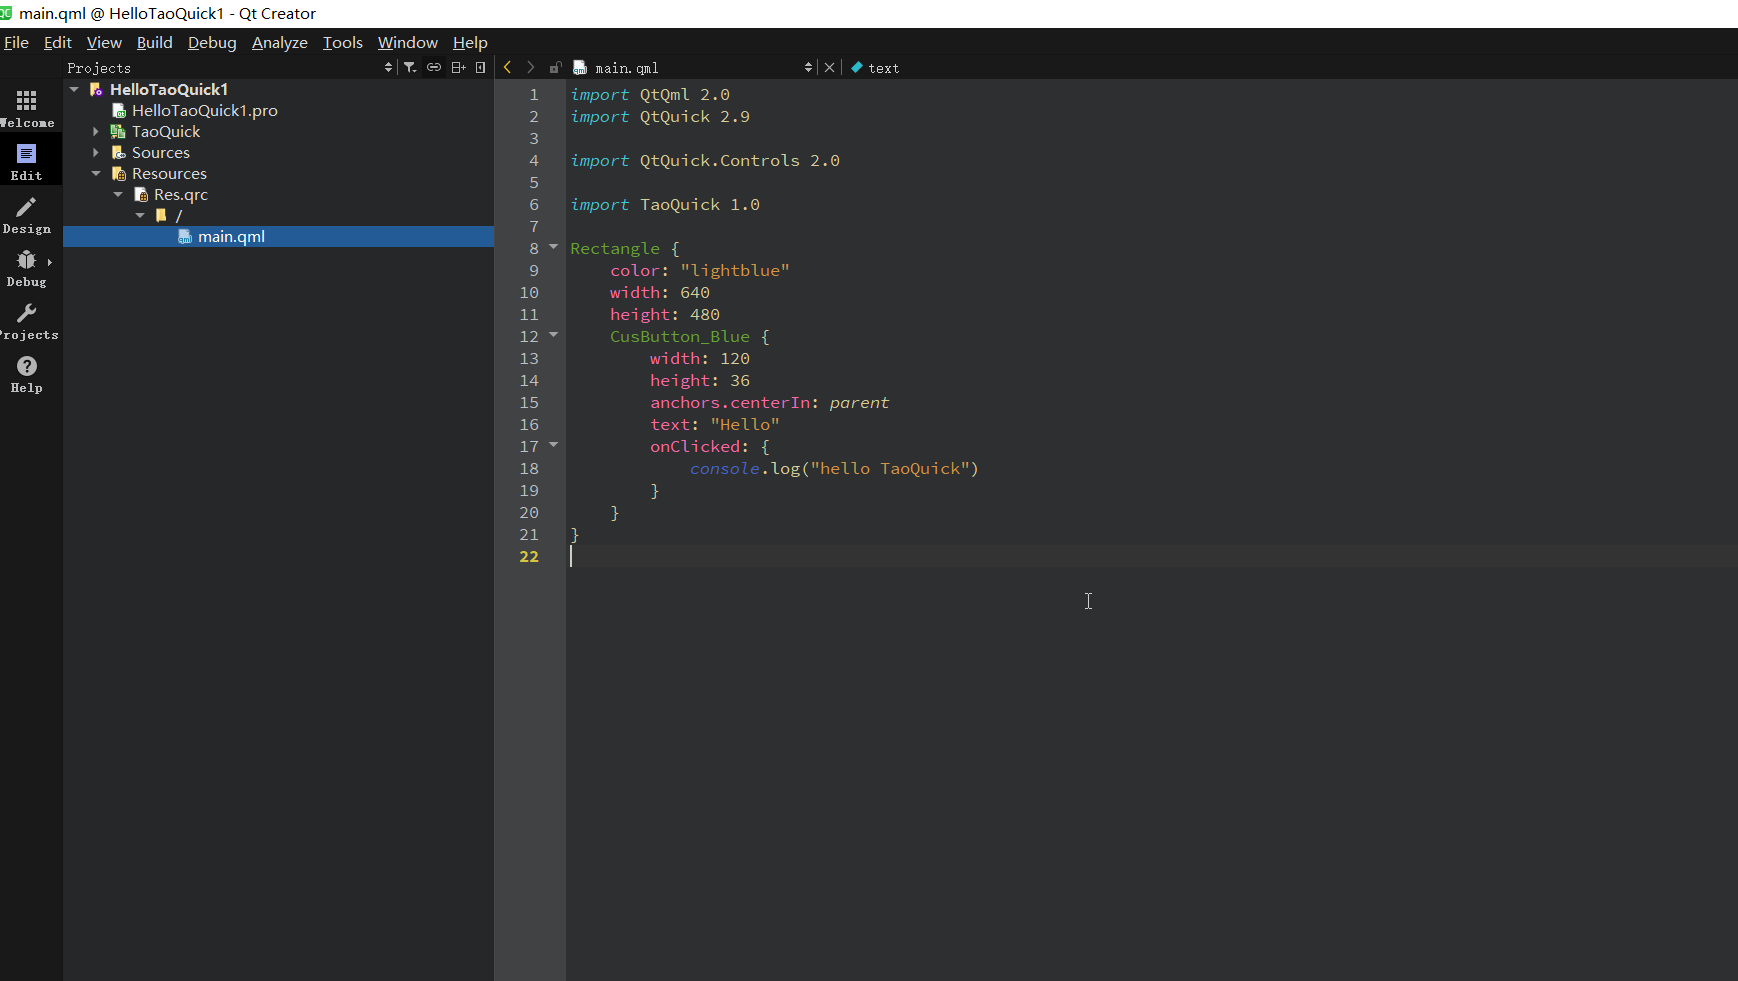 QC main.qml @ HelloTaoQuick1 - Qt Creator
File Edit View Build Debug Analyze Tools Window Help
Projects
main.qml
text
Welcome
Edit
Design
Debug
Projects
Help
HelloTaoQuick1
HelloTaoQuick1.pro
TaoQuick
Sources
Resources
Res.qrc
/
main.qml
1 import QtQml 2.0
2 import QtQuick 2.9
3
4 import QtQuick.Controls 2.0
5
6 import TaoQuick 1.0
7
8 Rectangle {
9     color: "lightblue"
10     width: 640
11     height: 480
12     CusButton_Blue {
13         width: 120
14         height: 36
15         anchors.centerIn: parent
16         text: "Hello"
17         onClicked: {
18             console.log("hello TaoQuick")
19         }
20     }
21 }
22